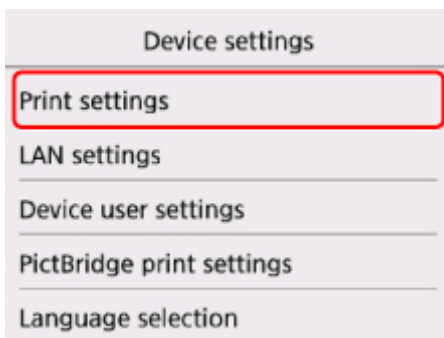 Device settings
Print settings
LAN settings
Device user settings
PictBridge print settings
Language selection